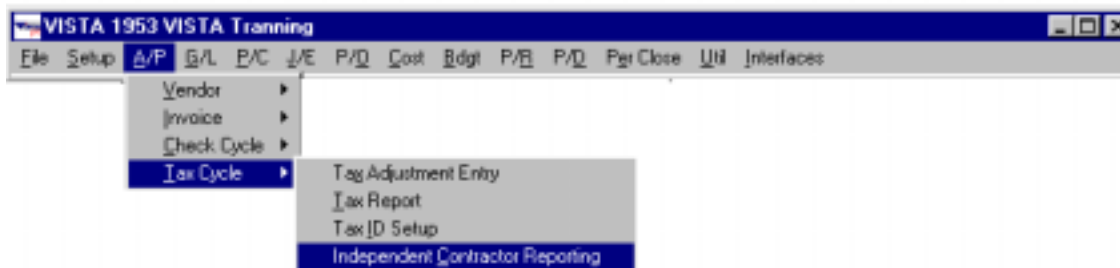 VISTA 1953 VISTA Tranning
File Setup A/P G/L P/C J/E P/O Cost Bdgt P/R P/D Per Close Util Interfaces
Vendor
Invoice
Check Cycle
Tax Cycle
Tax Adjustment Entry
Tax Report
Tax ID Setup
Independent Contractor Reporting